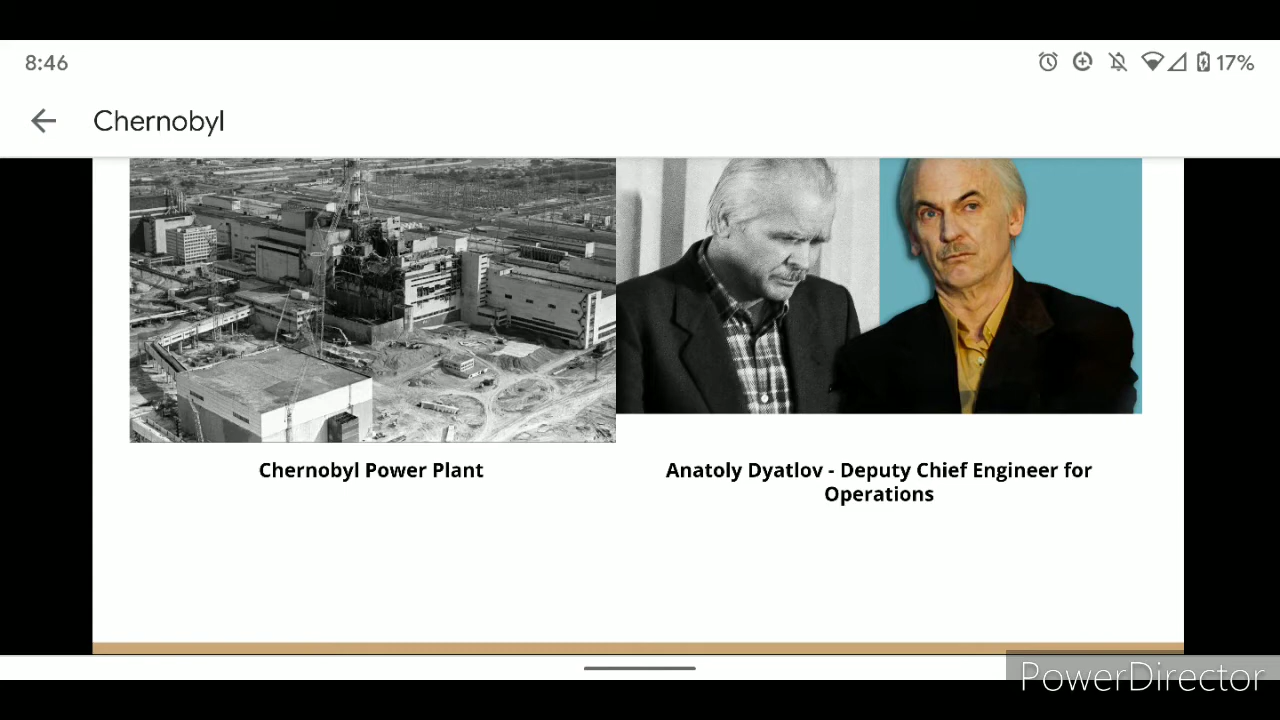 8:46
17%
Chernobyl
Chernobyl Power Plant
Anatoly Dyatlov - Deputy Chief Engineer for
Operations
PowerDirector